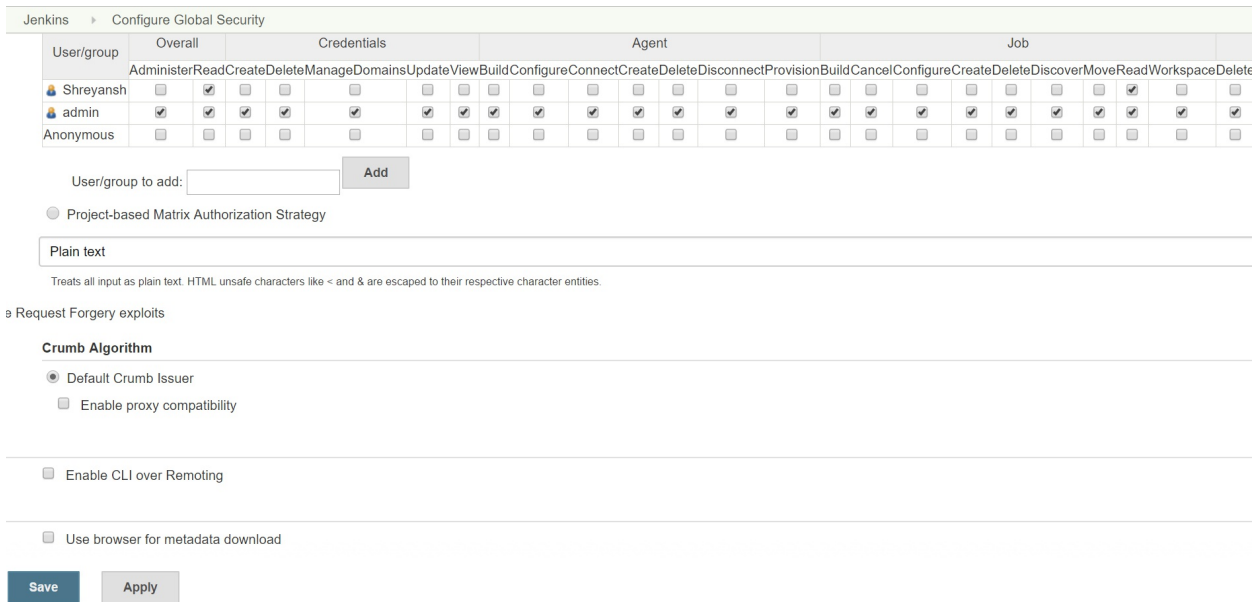 Jenkins Configure Global Security
User/group Overall Credentials Agent Job
Administer Read Create Delete ManageDomains Update View Build Configure Connect Create Delete Disconnect Provision Build Cancel Configure Create Delete Discover Move Read Workspace Delete
Shreyansh
admin
Anonymous
User/group to add: Add
Project-based Matrix Authorization Strategy
Plain text
Treats all input as plain text. HTML unsafe characters like < and & are escaped to their respective character entities.
e Request Forgery exploits
Crumb Algorithm
Default Crumb Issuer
Enable proxy compatibility
Enable CLI over Remoting
Use browser for metadata download
Save Apply